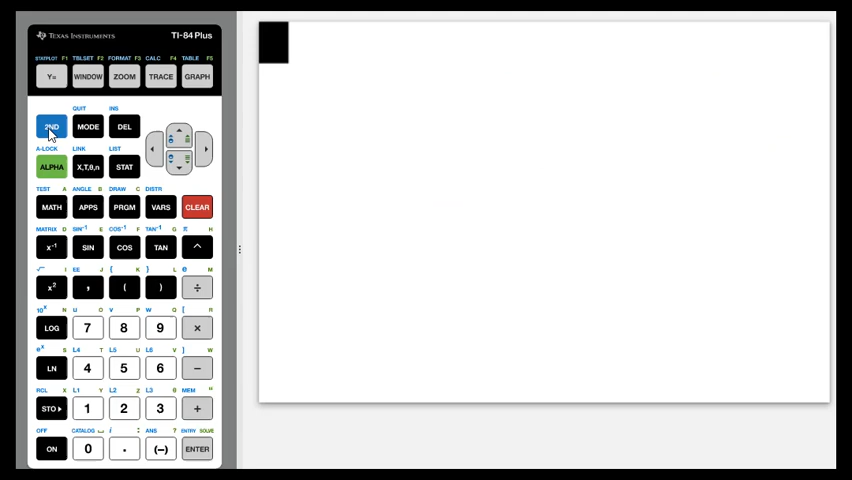 TEXAS INSTRUMENTS TI-84 Plus
STATPLOT F1 TBLSET F2 FORMAT F3 CALC F4 TABLE F5
Y= WINDOW ZOOM TRACE GRAPH
QUIT INS
2ND MODE DEL
A-LOCK LINK LIST
ALPHA X,T,θ,n STAT
TEST A ANGLE B DRAW C DISTR
MATH APPS PRGM VARS CLEAR
MATRIX D SIN⁻¹ E COS⁻¹ F TAN⁻¹ G π H
x⁻¹ SIN COS TAN ^
√ I EE J { K } L e M
x² , ( ) ÷
10ˣ N u O v P w Q [ R
LOG 7 8 9 ×
eˣ S L4 T L5 U L6 V ] W
LN 4 5 6 −
RCL X L1 Y L2 Z L3 θ MEM "
STO▸ 1 2 3 +
OFF CATALOG ⎵ i : ANS ? ENTRY SOLVE
ON 0 . (−) ENTER